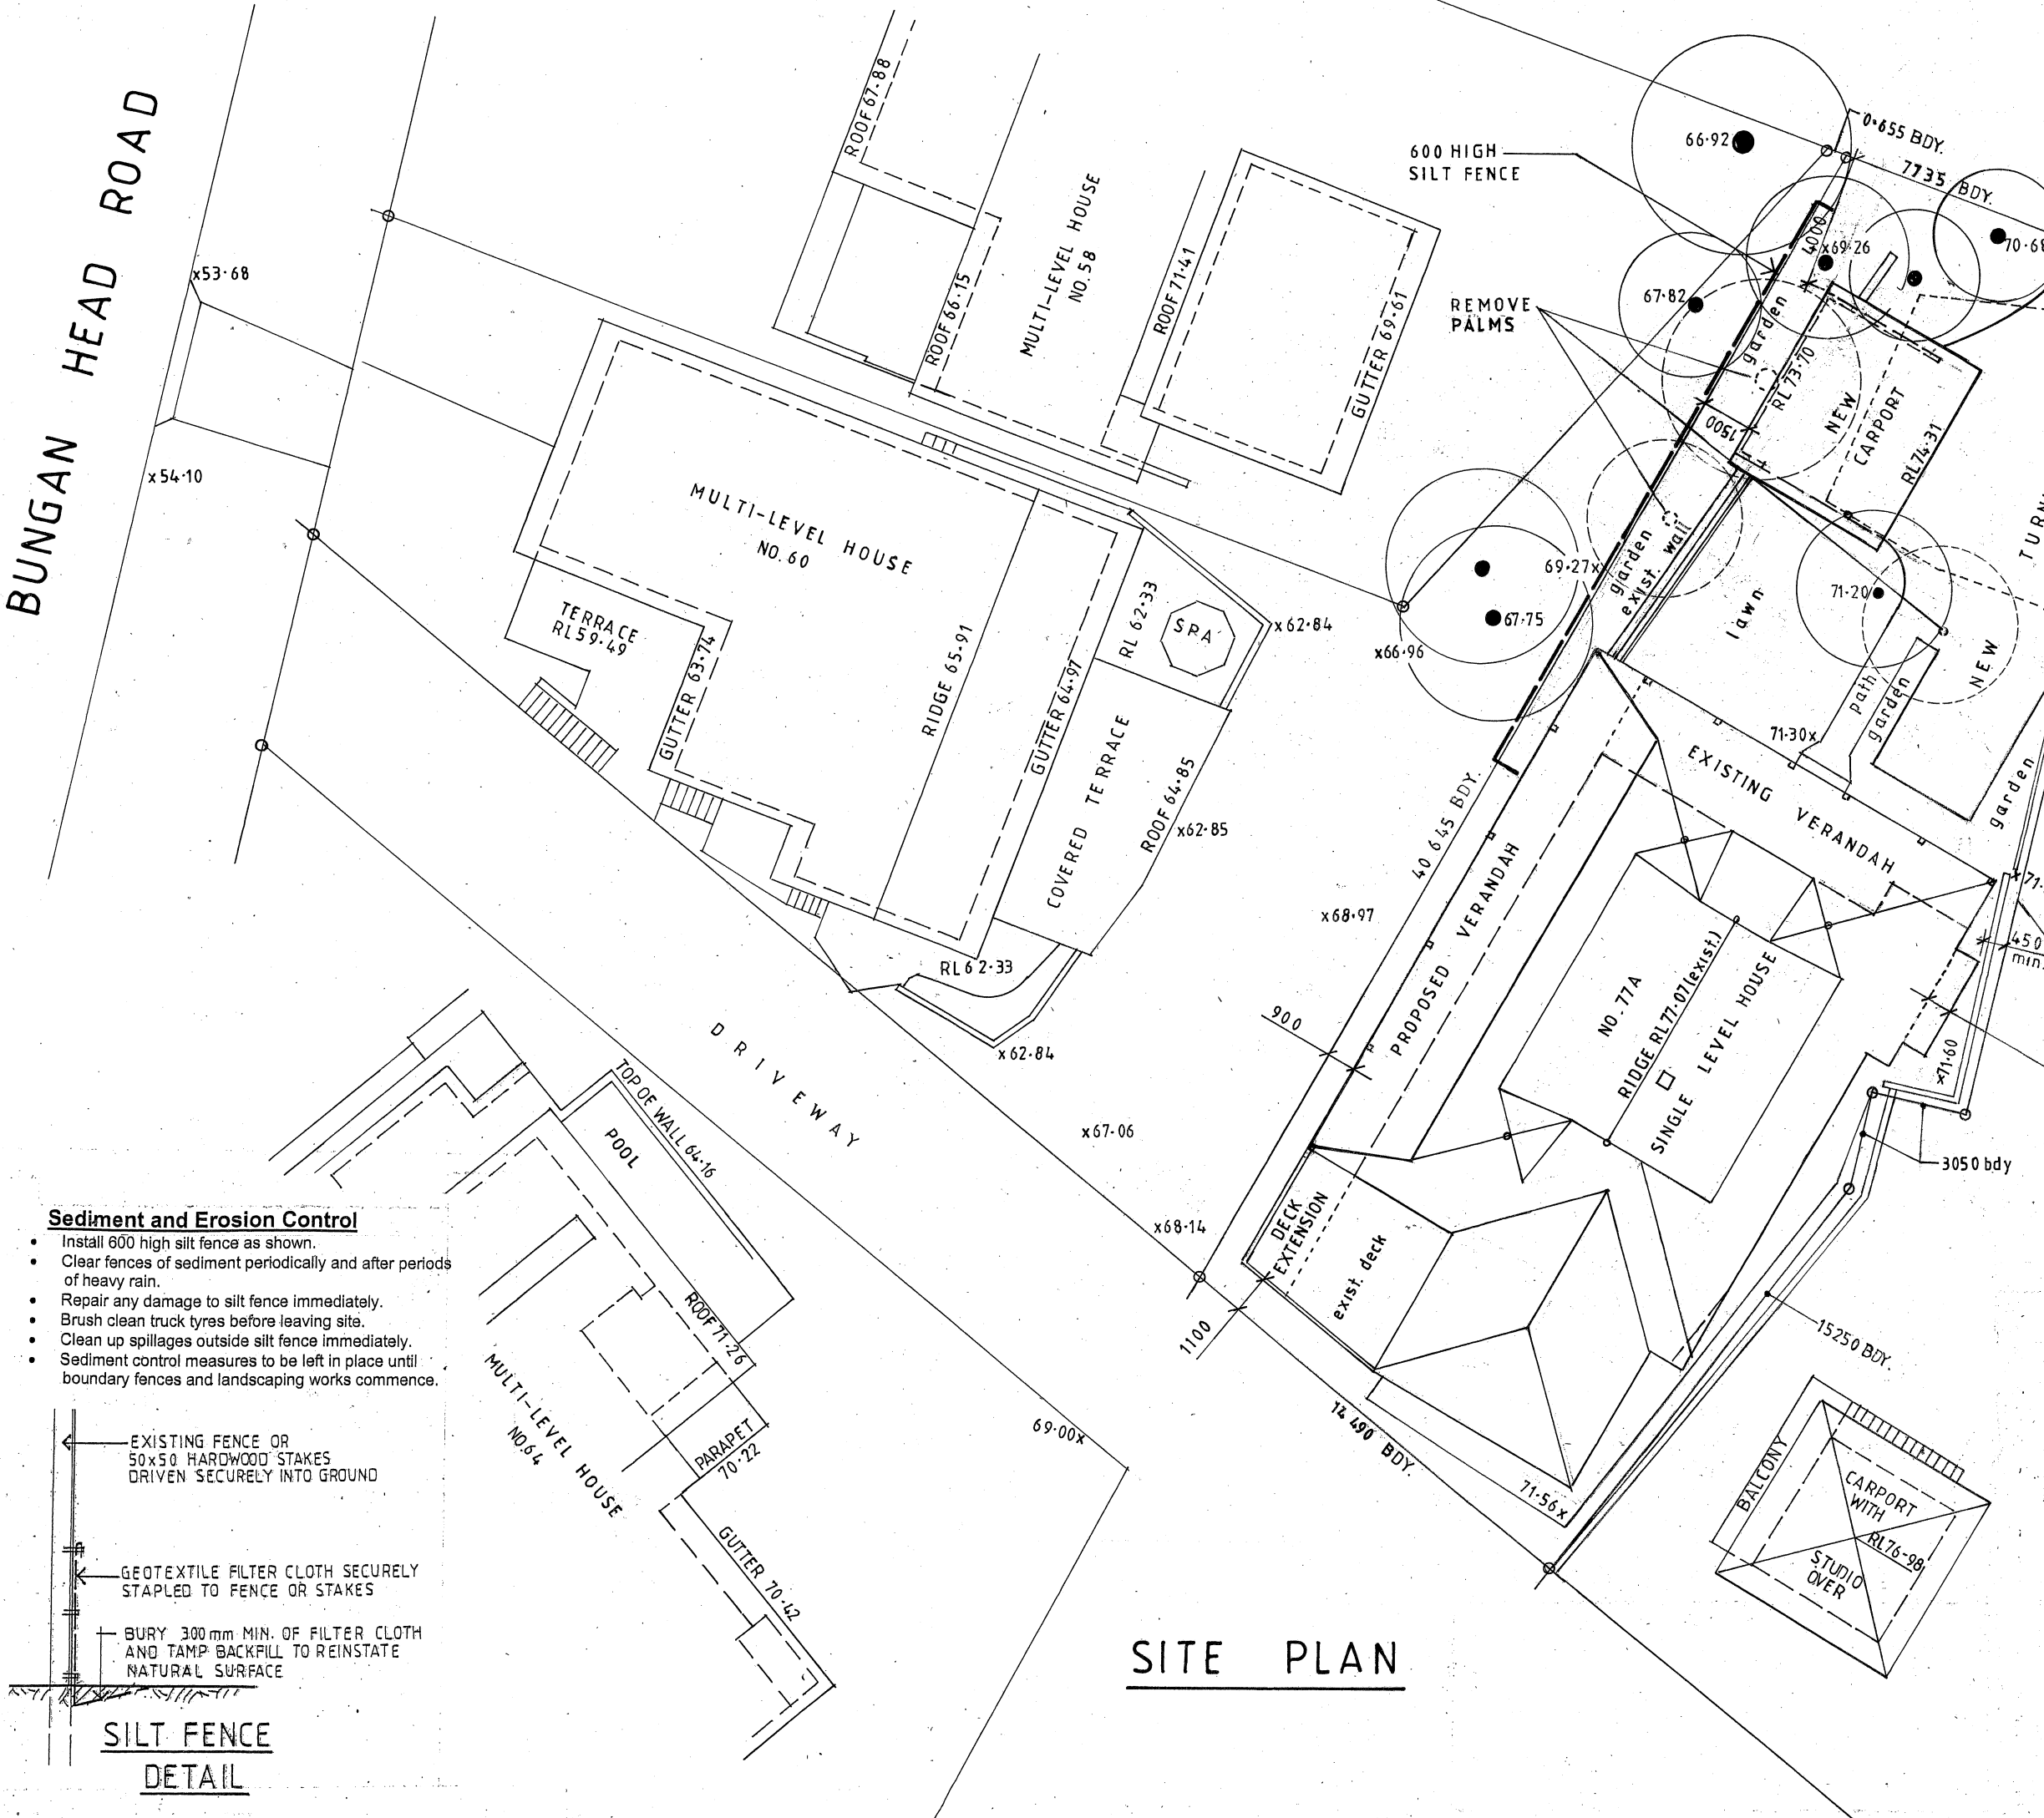 BUNGAN HEAD ROAD
x53·68
x54·10
ROOF 67·88
ROOF 66·15
MULTI-LEVEL HOUSE
NO. 58
ROOF 71·41
GUTTER 69·61
600 HIGH
SILT FENCE
REMOVE
PALMS
66·92
0·655 BDY.
7735 BDY.
4000
x69·26
70·68
67·82
garden
RL73·70
NEW
CARPORT
RL74·31
1500
MULTI-LEVEL HOUSE
NO. 60
TERRACE
RL59·49
GUTTER 63·74
RIDGE 65·91
GUTTER 64·97
RL 62·33
SPA
x62·84
COVERED TERRACE
ROOF 64·85
x62·85
RL62·33
x62·84
x66·96
67·75
69·27x
garden
exist. wall
lawn
71·20
path
garden
NEW
TURN
71·30x
garden
EXISTING VERANDAH
40 645 BDY.
x68·97
PROPOSED VERANDAH
900
NO. 77A
RIDGE RL77·07(exist.)
SINGLE LEVEL HOUSE
x71·
450
min.
x71·60
3050 bdy
DRIVEWAY
x67·06
x68·14
DECK
EXTENSION
exist. deck
1100
14 490 BDY.
71·56x
15250 BDY.
TOP OF WALL 64·16
POOL
ROOF 71·26
MULTI-LEVEL HOUSE
NO.64
PARAPET
70·22
GUTTER 70·42
69·00x
BALCONY
CARPORT
WITH
RL76·98
STUDIO
OVER
Sediment and Erosion Control
• Install 600 high silt fence as shown.
• Clear fences of sediment periodically and after periods
of heavy rain.
• Repair any damage to silt fence immediately.
• Brush clean truck tyres before leaving site.
• Clean up spillages outside silt fence immediately.
• Sediment control measures to be left in place until
boundary fences and landscaping works commence.
EXISTING FENCE OR
50x50 HARDWOOD STAKES
DRIVEN SECURELY INTO GROUND
GEOTEXTILE FILTER CLOTH SECURELY
STAPLED TO FENCE OR STAKES
BURY 300mm MIN. OF FILTER CLOTH
AND TAMP BACKFILL TO REINSTATE
NATURAL SURFACE
SILT FENCE
DETAIL
SITE PLAN